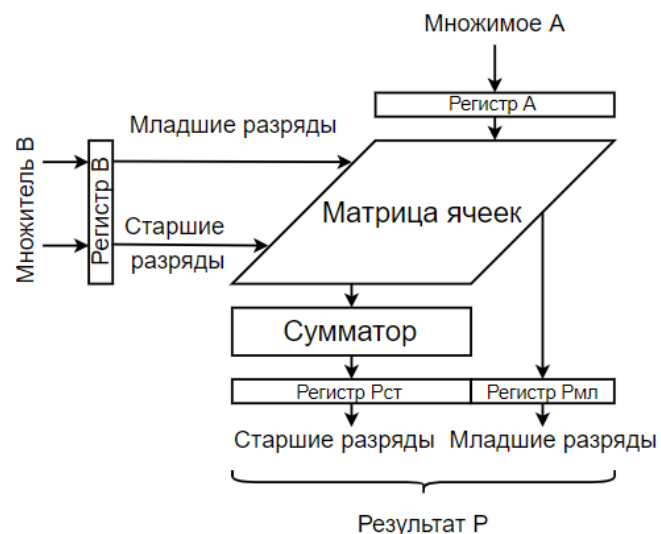 Множимое А
Регистр А
Младшие разряды
Множитель В
Регистр В
Матрица ячеек
Старшие
разряды
Сумматор
Регистр Рст
Регистр Рмл
Старшие разряды
Младшие разряды
Результат Р